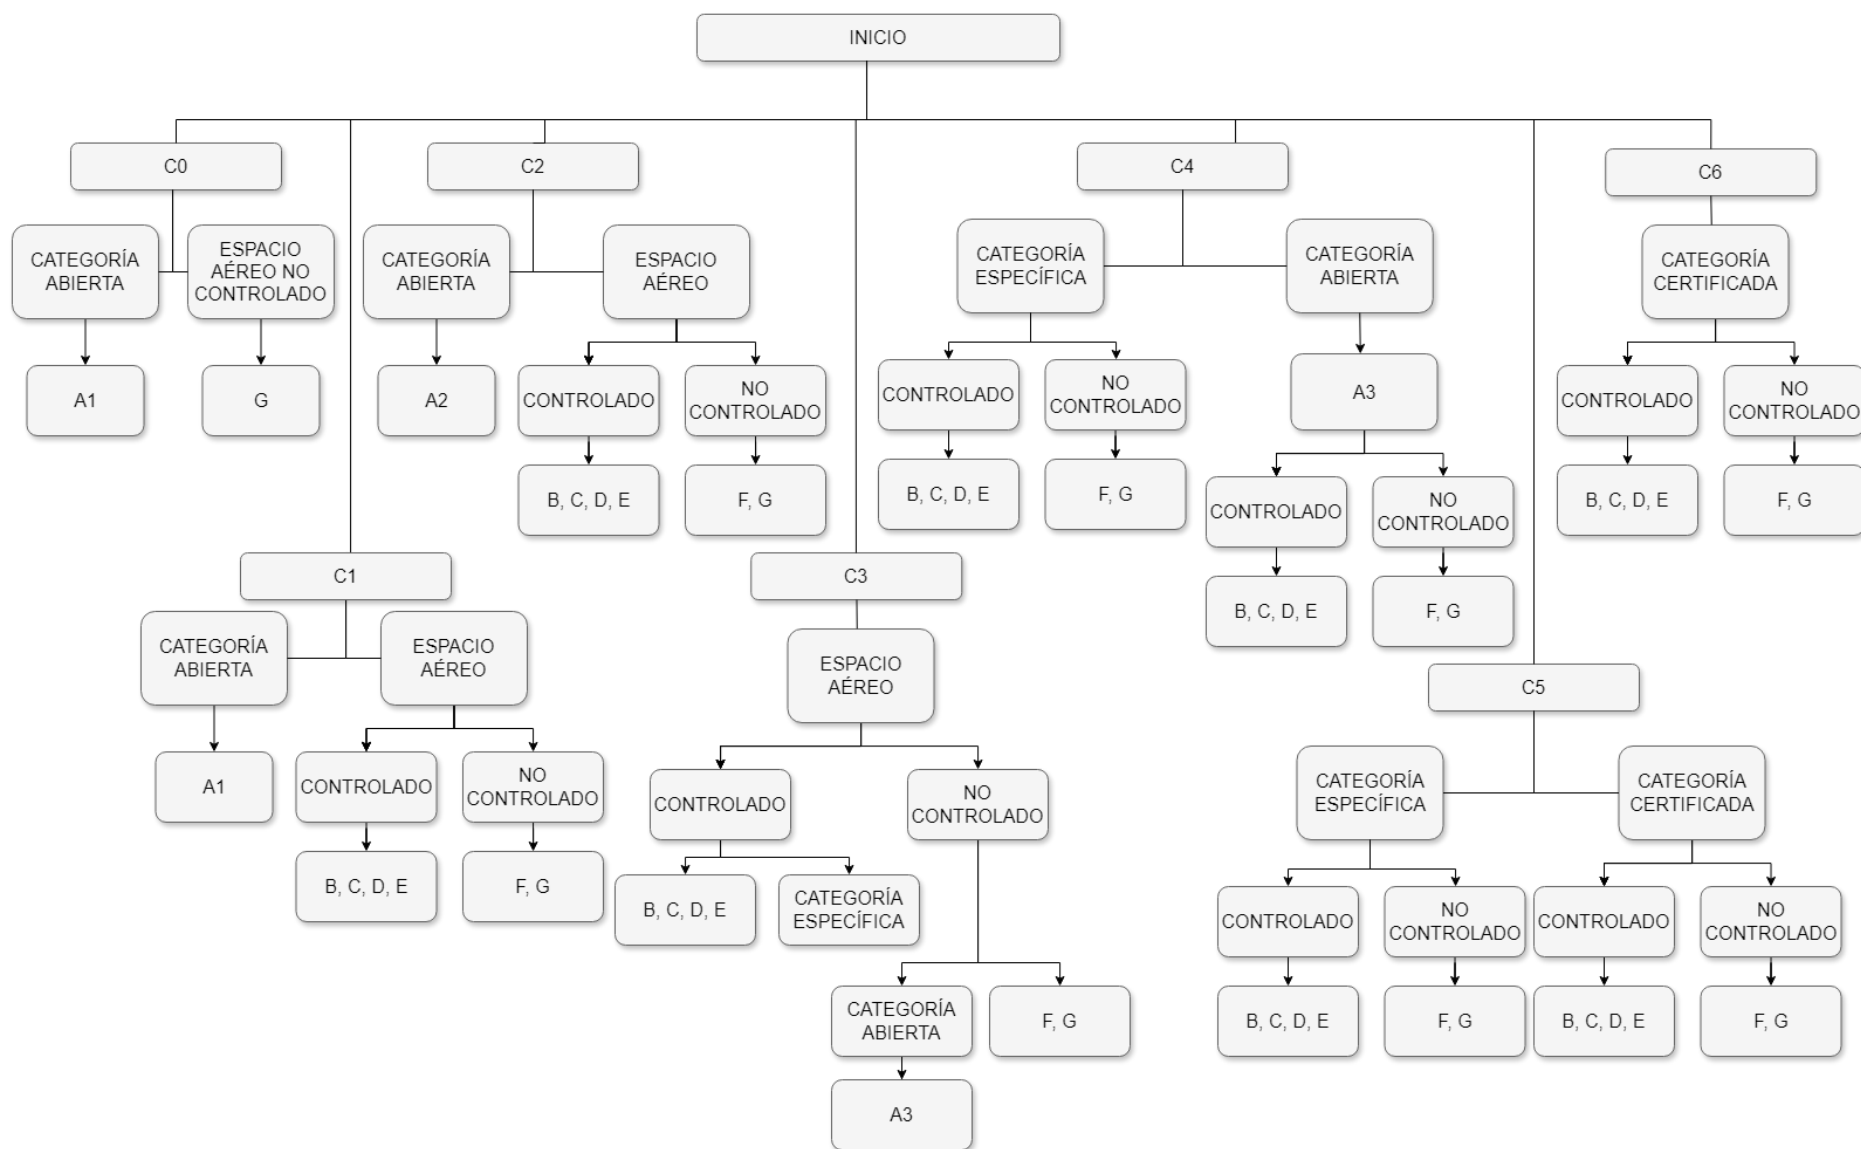 INICIO
C0
C2
C4
C6
CATEGORÍA
ABIERTA
ESPACIO
AÉREO NO
CONTROLADO
CATEGORÍA
ABIERTA
ESPACIO
AÉREO
CATEGORÍA
ESPECÍFICA
CATEGORÍA
ABIERTA
CATEGORÍA
CERTIFICADA
A1
G
A2
CONTROLADO
NO
CONTROLADO
CONTROLADO
NO
CONTROLADO
A3
CONTROLADO
NO
CONTROLADO
B, C, D, E
F, G
B, C, D, E
F, G
CONTROLADO
NO
CONTROLADO
B, C, D, E
F, G
B, C, D, E
F, G
C1
C3
CATEGORÍA
ABIERTA
ESPACIO
AÉREO
ESPACIO
AÉREO
C5
A1
CONTROLADO
NO
CONTROLADO
CONTROLADO
NO
CONTROLADO
CATEGORÍA
ESPECÍFICA
CATEGORÍA
CERTIFICADA
B, C, D, E
F, G
B, C, D, E
CATEGORÍA
ESPECÍFICA
CONTROLADO
NO
CONTROLADO
CONTROLADO
NO
CONTROLADO
CATEGORÍA
ABIERTA
F, G
B, C, D, E
F, G
B, C, D, E
F, G
A3